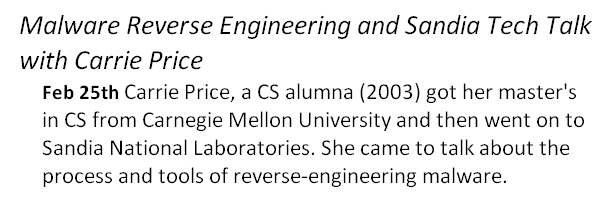 Malware Reverse Engineering and Sandia Tech Talk
with Carrie Price
Feb 25th Carrie Price, a CS alumna (2003) got her master's
in CS from Carnegie Mellon University and then went on to
Sandia National Laboratories. She came to talk about the
process and tools of reverse-engineering malware.